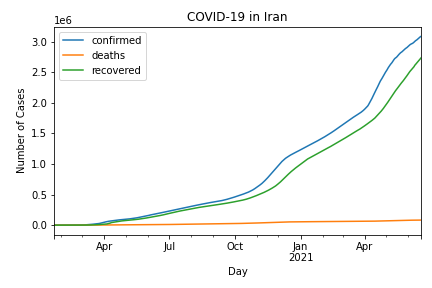 COVID-19 in Iran
1e6
confirmed
deaths
recovered
3.0
2.5
2.0
1.5
1.0
0.5
0.0
Number of Cases
Apr
Jul
Oct
Jan
2021
Apr
Day